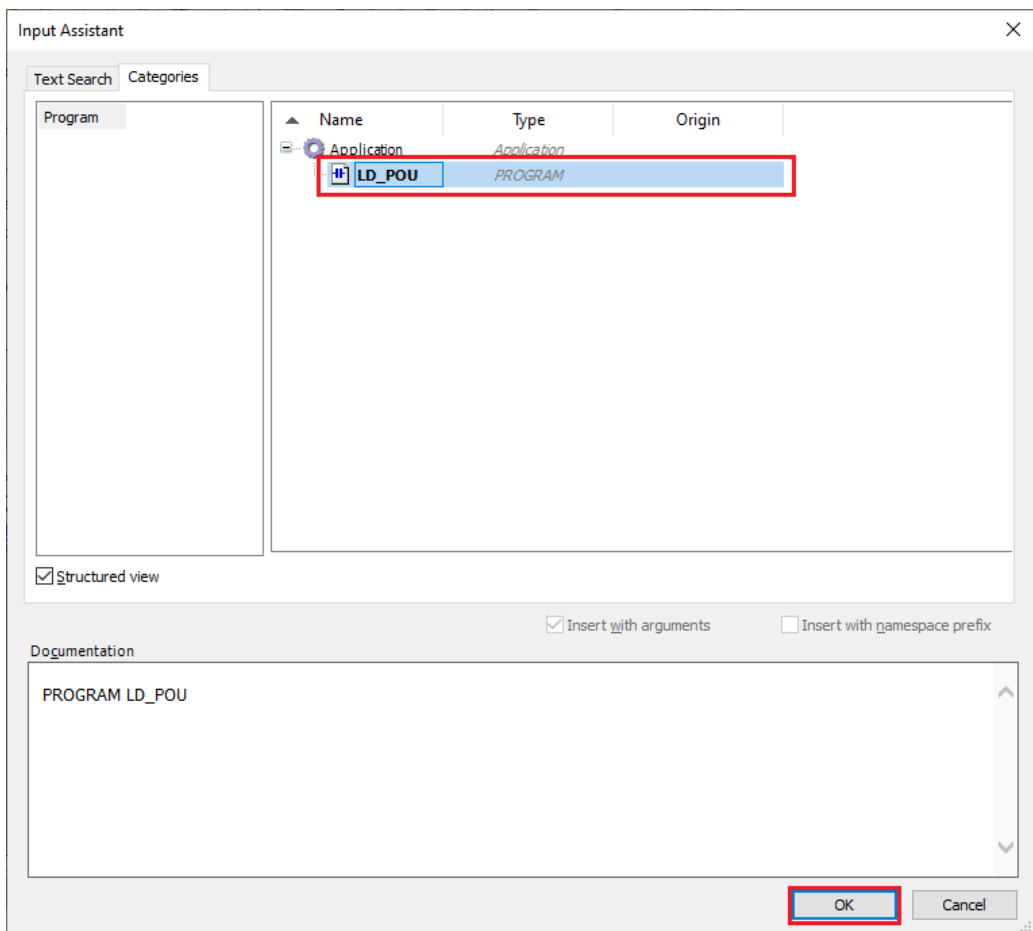 Input Assistant
Text Search Categories
Program
Name Type Origin
Application Application
LD_POU PROGRAM
Structured view
Insert with arguments Insert with namespace prefix
Documentation
PROGRAM LD_POU
OK Cancel